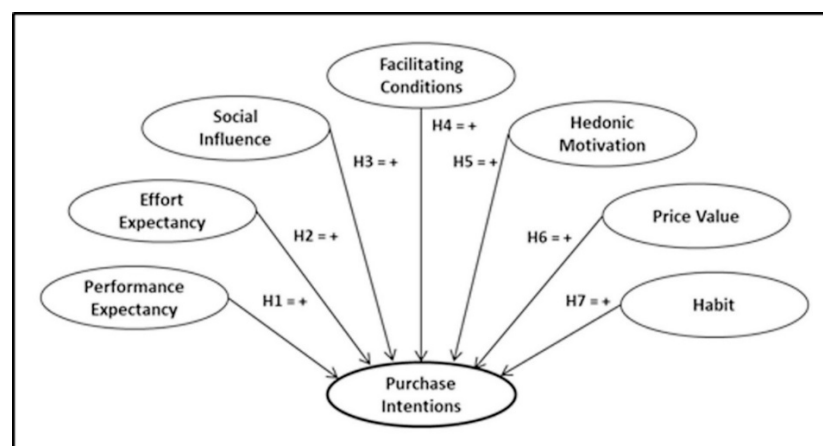 Facilitating
Conditions
Social
Influence
H4 = +
Hedonic
Motivation
H3 = +
H5 = +
Effort
Expectancy
Price Value
H2 = +
H6 = +
Performance
Expectancy
H1 = +
H7 = +
Habit
Purchase
Intentions